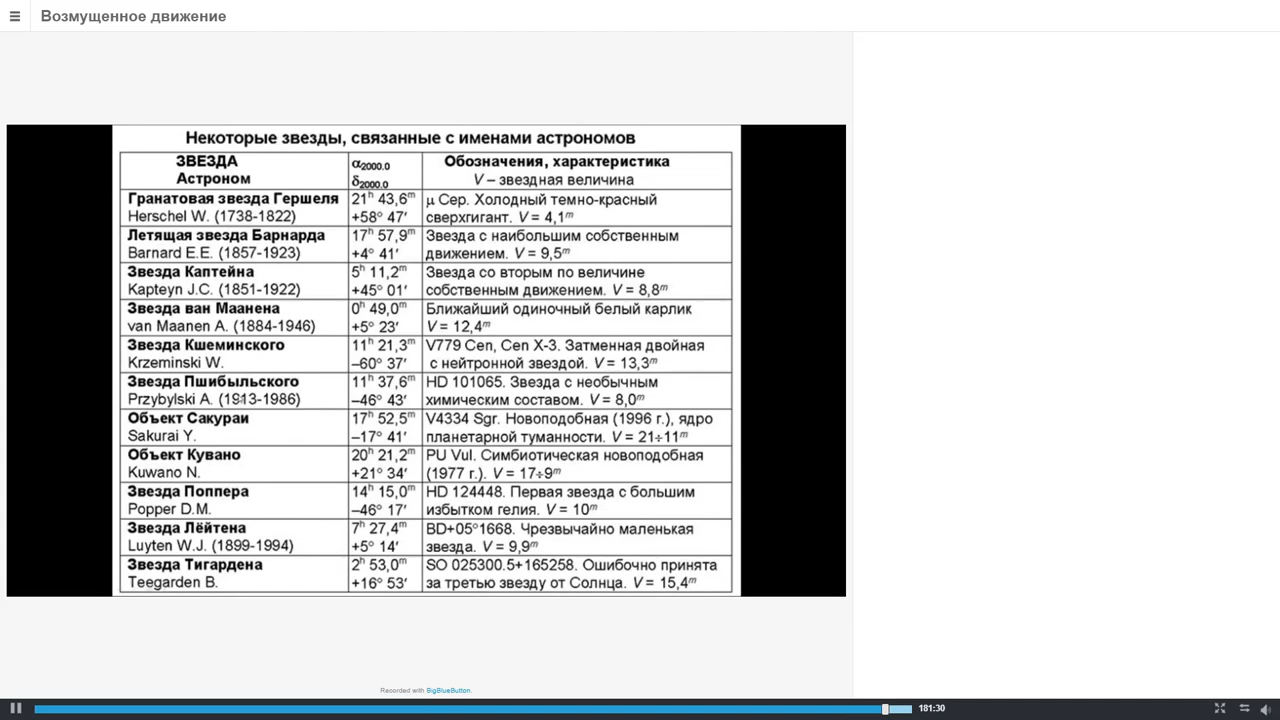 Возмущенное движение
Некоторые звезды, связанные с именами астрономов
ЗВЕЗДА
Астроном
α2000.0
δ2000.0
Обозначения, характеристика
V – звездная величина
Гранатовая звезда Гершеля
Herschel W. (1738-1822)
21h 43,6m
+58° 47′
μ Cep. Холодный темно-красный
сверхгигант. V = 4,1m
Летящая звезда Барнарда
Barnard E.E. (1857-1923)
17h 57,9m
+4° 41′
Звезда с наибольшим собственным
движением. V = 9,5m
Звезда Каптейна
Kapteyn J.C. (1851-1922)
5h 11,2m
+45° 01′
Звезда со вторым по величине
собственным движением. V = 8,8m
Звезда ван Маанена
van Maanen A. (1884-1946)
0h 49,0m
+5° 23′
Ближайший одиночный белый карлик
V = 12,4m
Звезда Кшеминского
Krzeminski W.
11h 21,3m
–60° 37′
V779 Cen, Cen X-3. Затменная двойная
с нейтронной звездой. V = 13,3m
Звезда Пшибыльского
Przybylski A. (1913-1986)
11h 37,6m
–46° 43′
HD 101065. Звезда с необычным
химическим составом. V = 8,0m
Объект Сакураи
Sakurai Y.
17h 52,5m
–17° 41′
V4334 Sgr. Новоподобная (1996 г.), ядро
планетарной туманности. V = 21÷11m
Объект Кувано
Kuwano N.
20h 21,2m
+21° 34′
PU Vul. Симбиотическая новоподобная
(1977 г.). V = 17÷9m
Звезда Поппера
Popper D.M.
14h 15,0m
–46° 17′
HD 124448. Первая звезда с большим
избытком гелия. V = 10m
Звезда Лёйтена
Luyten W.J. (1899-1994)
7h 27,4m
+5° 14′
BD+05°1668. Чрезвычайно маленькая
звезда. V = 9,9m
Звезда Тигардена
Teegarden B.
2h 53,0m
+16° 53′
SO 025300.5+165258. Ошибочно принята
за третью звезду от Солнца. V = 15,4m
Recorded with BigBlueButton.
181:30